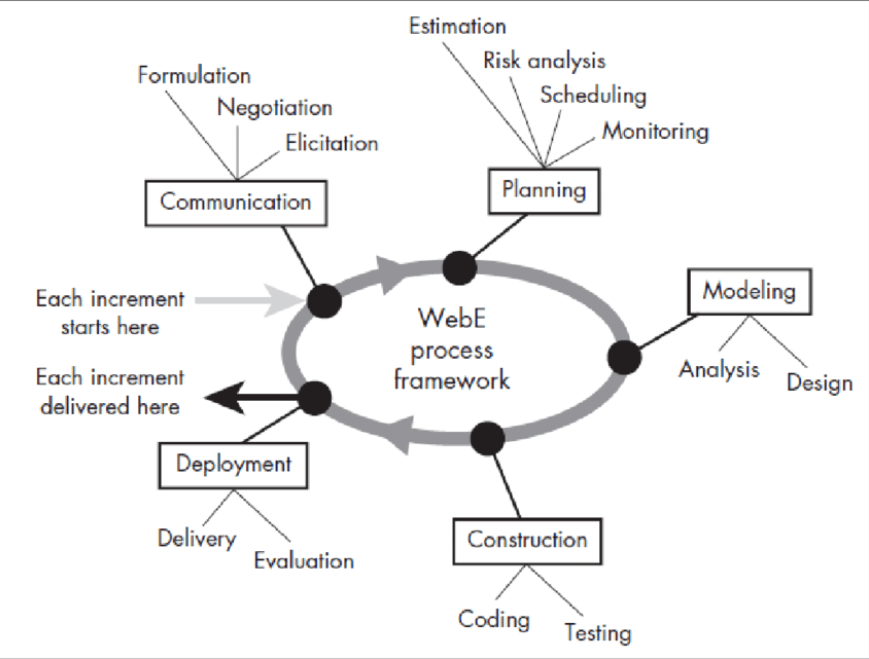 Estimation
Risk analysis
Scheduling
Monitoring
Planning
Formulation
Negotiation
Elicitation
Communication
Each increment
starts here
WebE
process
framework
Modeling
Analysis
Design
Each increment
delivered here
Deployment
Delivery
Evaluation
Construction
Coding
Testing